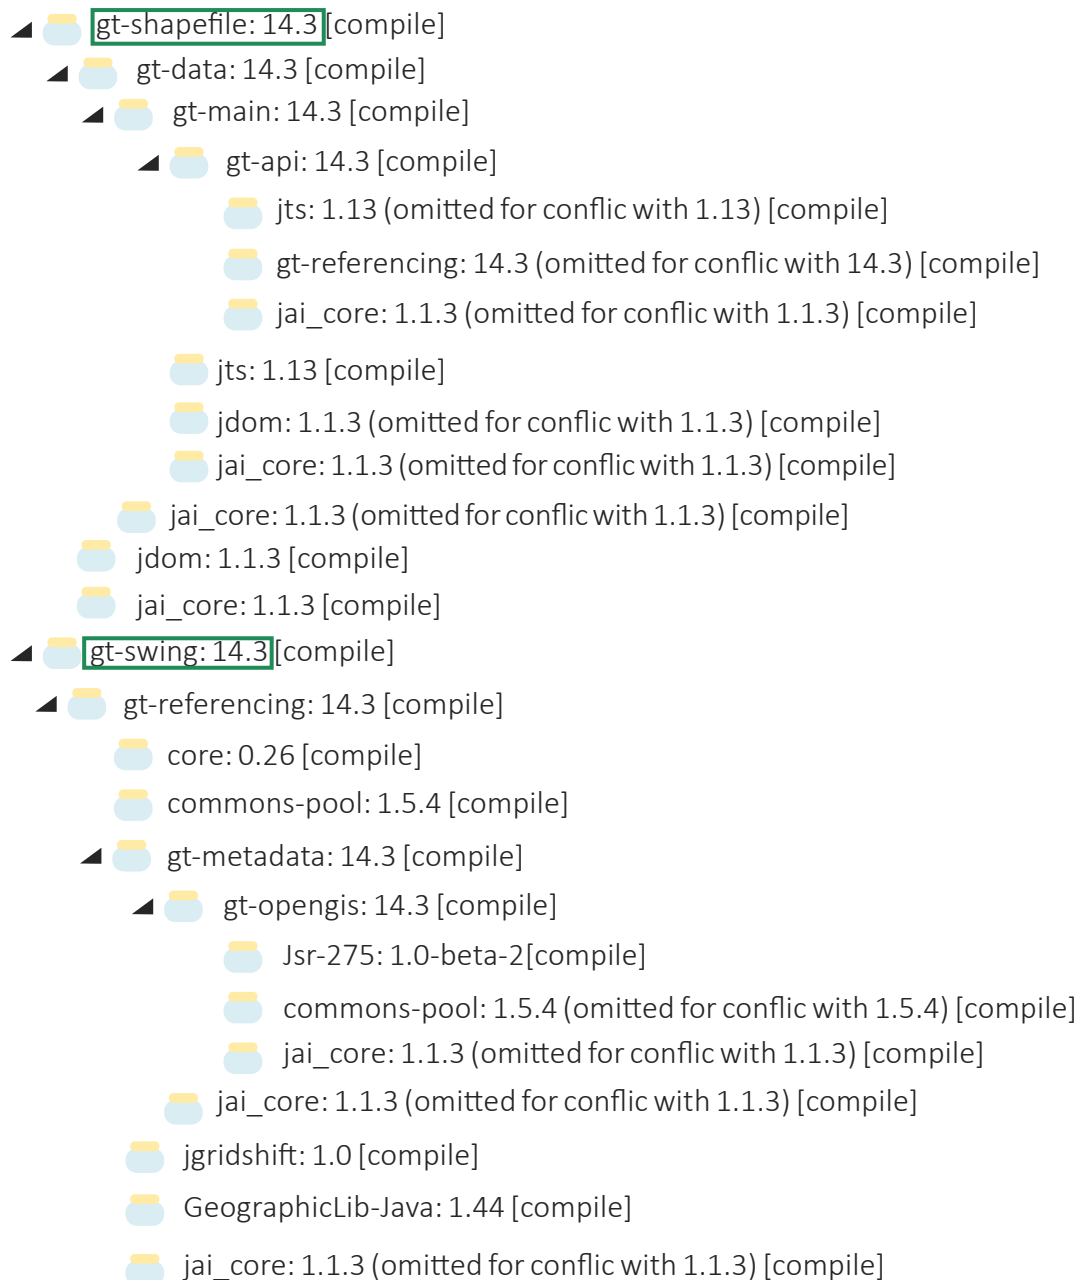 gt-shapefile: 14.3 [compile]
gt-data: 14.3 [compile]
gt-main: 14.3 [compile]
gt-api: 14.3 [compile]
jts: 1.13 (omitted for conflic with 1.13) [compile]
gt-referencing: 14.3 (omitted for conflic with 14.3) [compile]
jai_core: 1.1.3 (omitted for conflic with 1.1.3) [compile]
jts: 1.13 [compile]
jdom: 1.1.3 (omitted for conflic with 1.1.3) [compile]
jai_core: 1.1.3 (omitted for conflic with 1.1.3) [compile]
jai_core: 1.1.3 (omitted for conflic with 1.1.3) [compile]
jdom: 1.1.3 [compile]
jai_core: 1.1.3 [compile]
gt-swing: 14.3 [compile]
gt-referencing: 14.3 [compile]
core: 0.26 [compile]
commons-pool: 1.5.4 [compile]
gt-metadata: 14.3 [compile]
gt-opengis: 14.3 [compile]
Jsr-275: 1.0-beta-2[compile]
commons-pool: 1.5.4 (omitted for conflic with 1.5.4) [compile]
jai_core: 1.1.3 (omitted for conflic with 1.1.3) [compile]
jai_core: 1.1.3 (omitted for conflic with 1.1.3) [compile]
jgridshift: 1.0 [compile]
GeographicLib-Java: 1.44 [compile]
jai_core: 1.1.3 (omitted for conflic with 1.1.3) [compile]